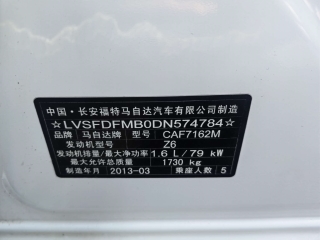 中国·长安福特马自达汽车有限公司制造
☆LVSFDFMB0DN574784☆
品牌 马自达牌 型号 CAF7162M
发动机型号 Z6
发动机排量/最大净功率 1.6 L/79 kW
最大允许总质量 1730 kg
制造年月 2013-03 乘座人数 5